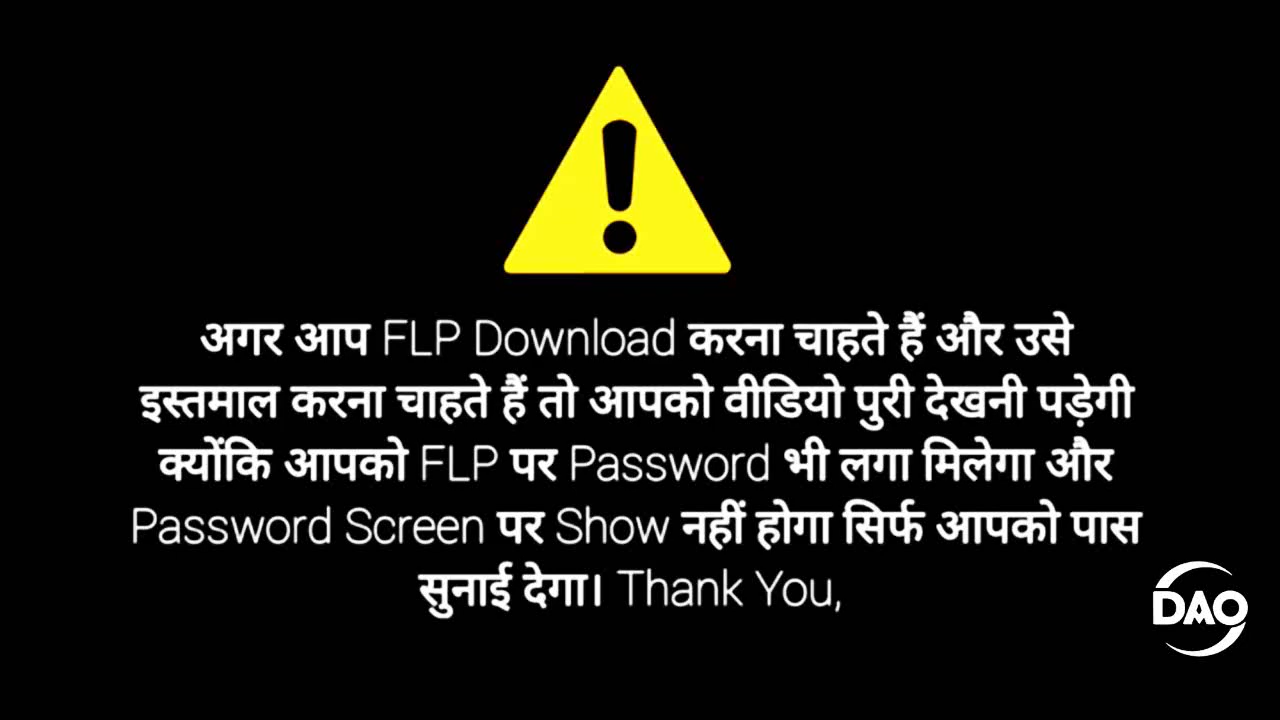 अगर आप FLP Download करना चाहते हैं और उसे
इस्तमाल करना चाहते हैं तो आपको वीडियो पुरी देखनी पड़ेगी
क्योंकि आपको FLP पर Password भी लगा मिलेगा और
Password Screen पर Show नहीं होगा सिर्फ आपको पास
सुनाई देगा। Thank You,
DAO